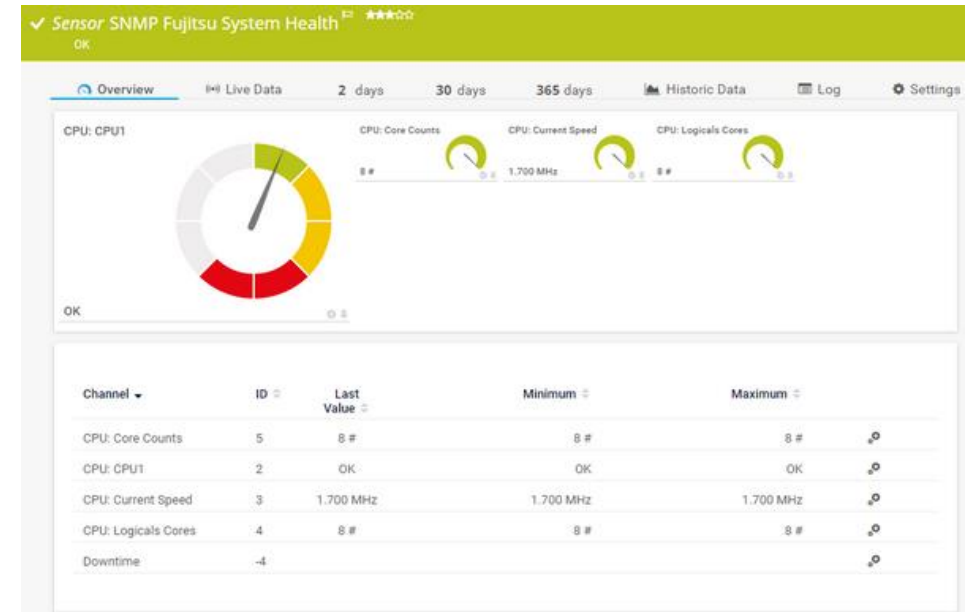 Sensor SNMP Fujitsu System Health
OK
Overview Live Data 2 days 30 days 365 days Historic Data Log Settings
CPU: CPU1
CPU: Core Counts CPU: Current Speed CPU: Logicals Cores
8 # 1.700 MHz 8 #
OK
Channel ID Last Value Minimum Maximum
CPU: Core Counts 5 8 # 8 # 8 #
CPU: CPU1 2 OK OK OK
CPU: Current Speed 3 1.700 MHz 1.700 MHz 1.700 MHz
CPU: Logicals Cores 4 8 # 8 # 8 #
Downtime -4